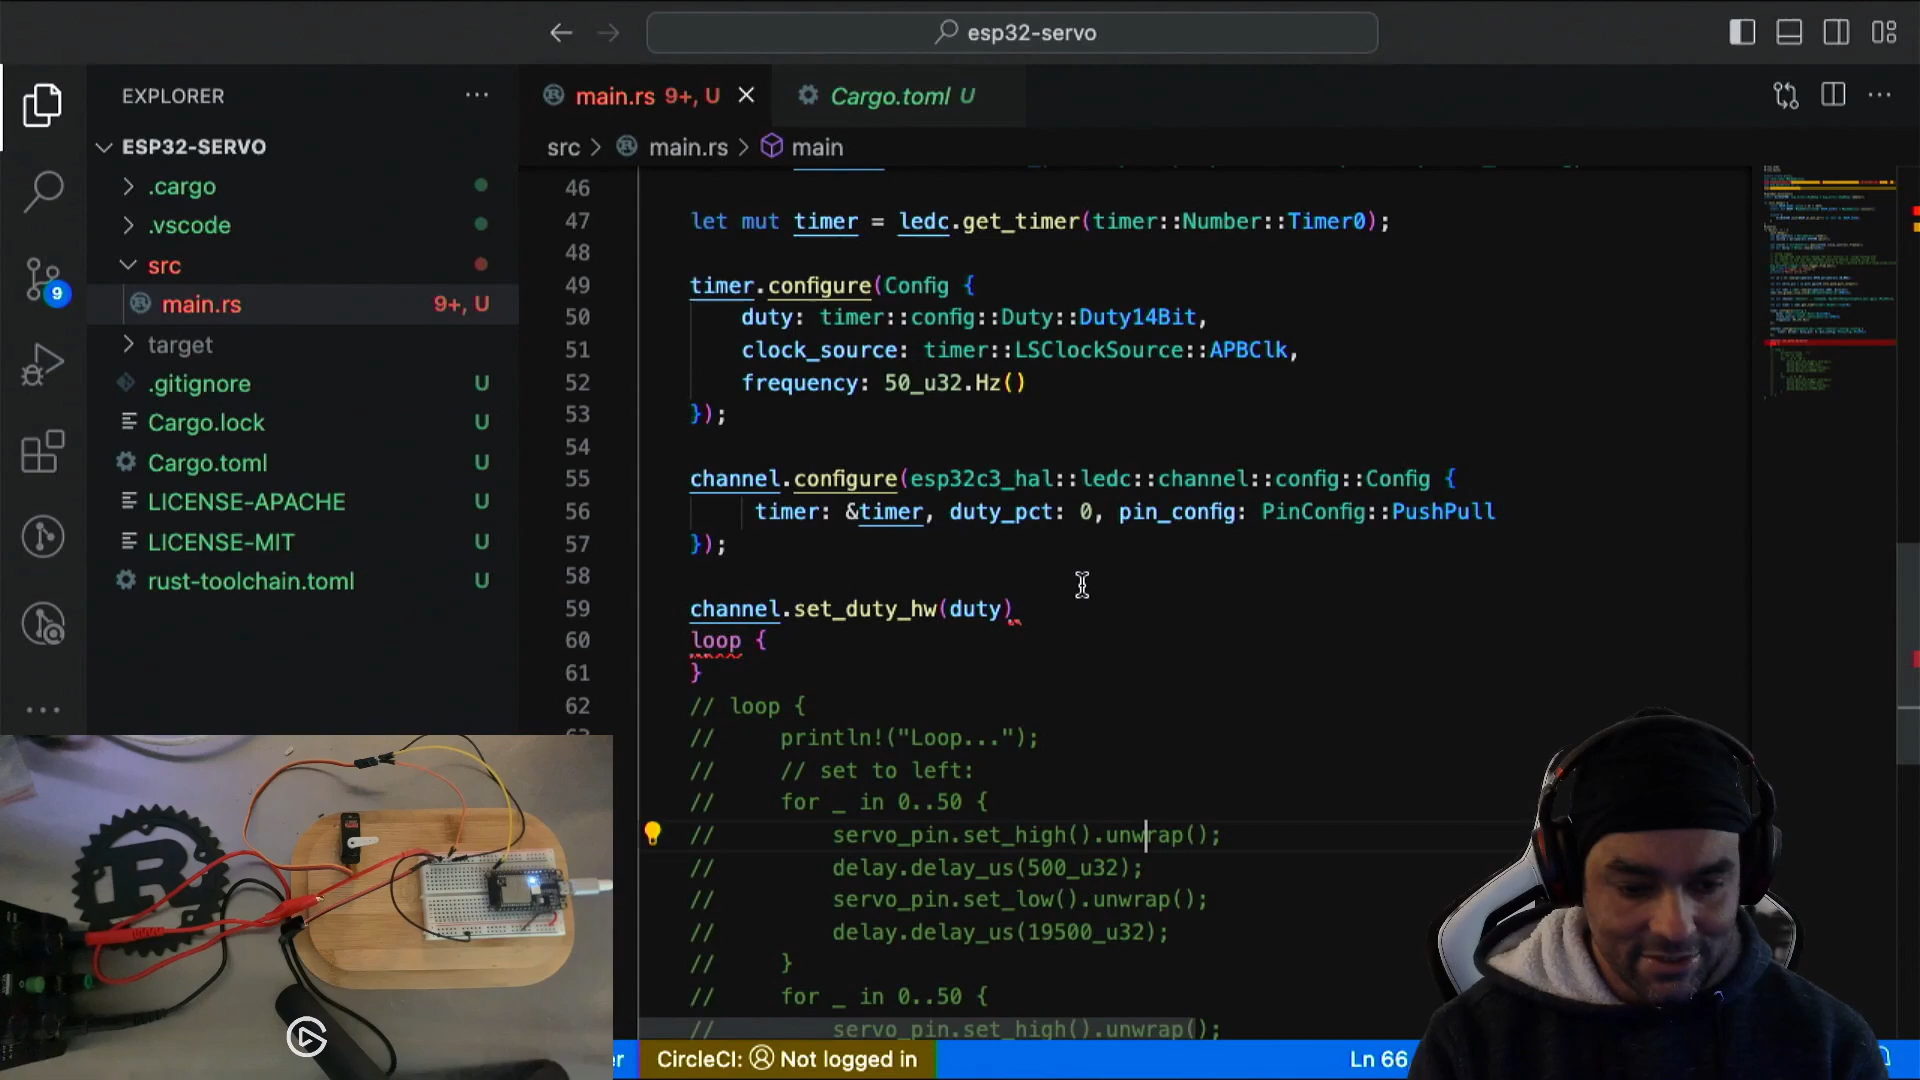 esp32-servo
EXPLORER
main.rs 9+, U
Cargo.toml U
ESP32-SERVO
src > main.rs > main
.cargo
.vscode
src
main.rs 9+, U
target
.gitignore U
Cargo.lock U
Cargo.toml U
LICENSE-APACHE U
LICENSE-MIT U
rust-toolchain.toml U
9
46
47 let mut timer = ledc.get_timer(timer::Number::Timer0);
48
49 timer.configure(Config {
50 duty: timer::config::Duty::Duty14Bit,
51 clock_source: timer::LSClockSource::APBClk,
52 frequency: 50_u32.Hz()
53 });
54
55 channel.configure(esp32c3_hal::ledc::channel::config::Config {
56 timer: &timer, duty_pct: 0, pin_config: PinConfig::PushPull
57 });
58
59 channel.set_duty_hw(duty)
60 loop {
61 }
62 // loop {
// println!("Loop...");
// // set to left:
// for _ in 0..50 {
// servo_pin.set_high().unwrap();
// delay.delay_us(500_u32);
// servo_pin.set_low().unwrap();
// delay.delay_us(19500_u32);
// }
// for _ in 0..50 {
// servo_pin.set_high().unwrap();
CircleCI: Not logged in
Ln 66